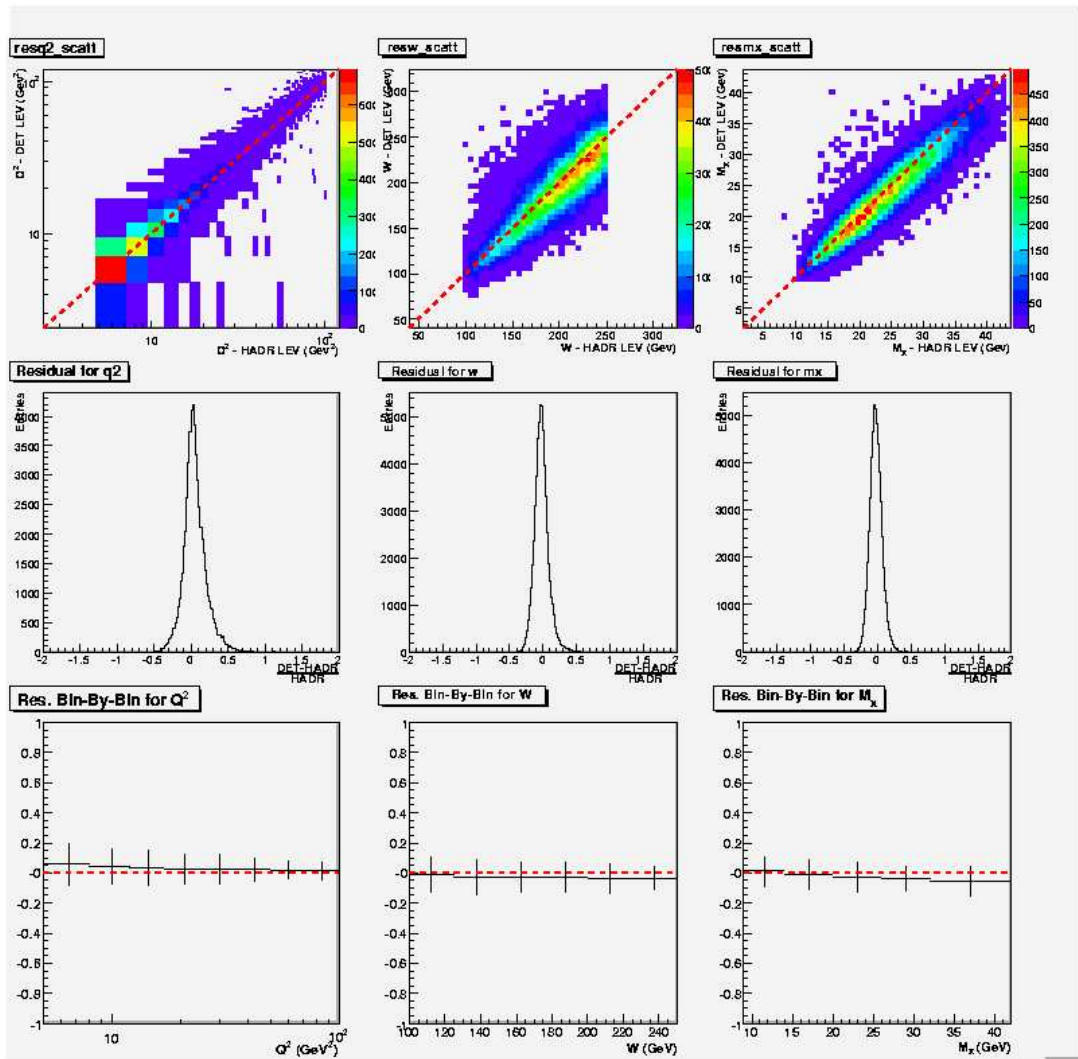 resq2_scatt
Q² - DET LEV (GeV²)
10²
10
10
10²
Q² - HADR LEV (GeV²)
600
500
400
300
200
100
0
resw_scatt
W - DET LEV (GeV)
300
250
200
150
100
50
50 100 150 200 250 300
W - HADR LEV (GeV)
500
400
300
200
100
0
resmx_scatt
Mx - DET LEV (GeV)
40
35
30
25
20
15
10
5
5 10 15 20 25 30 35 40
Mx - HADR LEV (GeV)
450
400
350
300
250
200
150
100
50
0
Residual for q2
Entries
4000
3500
3000
2500
2000
1500
1000
500
0
-2 -1.5 -1 -0.5 0 0.5 1 1.5 2
DET-HADR
HADR
Residual for w
Entries
5000
4000
3000
2000
1000
0
-2 -1.5 -1 -0.5 0 0.5 1 1.5 2
DET-HADR
HADR
Residual for mx
Entries
5000
4000
3000
2000
1000
0
-2 -1.5 -1 -0.5 0 0.5 1 1.5 2
DET-HADR
HADR
Res. Bin-By-Bin for Q²
1
0.8
0.6
0.4
0.2
-0
-0.2
-0.4
-0.6
-0.8
-1
10 10²
Q² (GeV²)
Res. Bin-By-Bin for W
1
0.8
0.6
0.4
0.2
-0
-0.2
-0.4
-0.6
-0.8
-1
100 120 140 160 180 200 220 240
W (GeV)
Res. Bin-By-Bin for Mx
1
0.8
0.6
0.4
0.2
-0
-0.2
-0.4
-0.6
-0.8
-1
10 15 20 25 30 35 40
Mx (GeV)